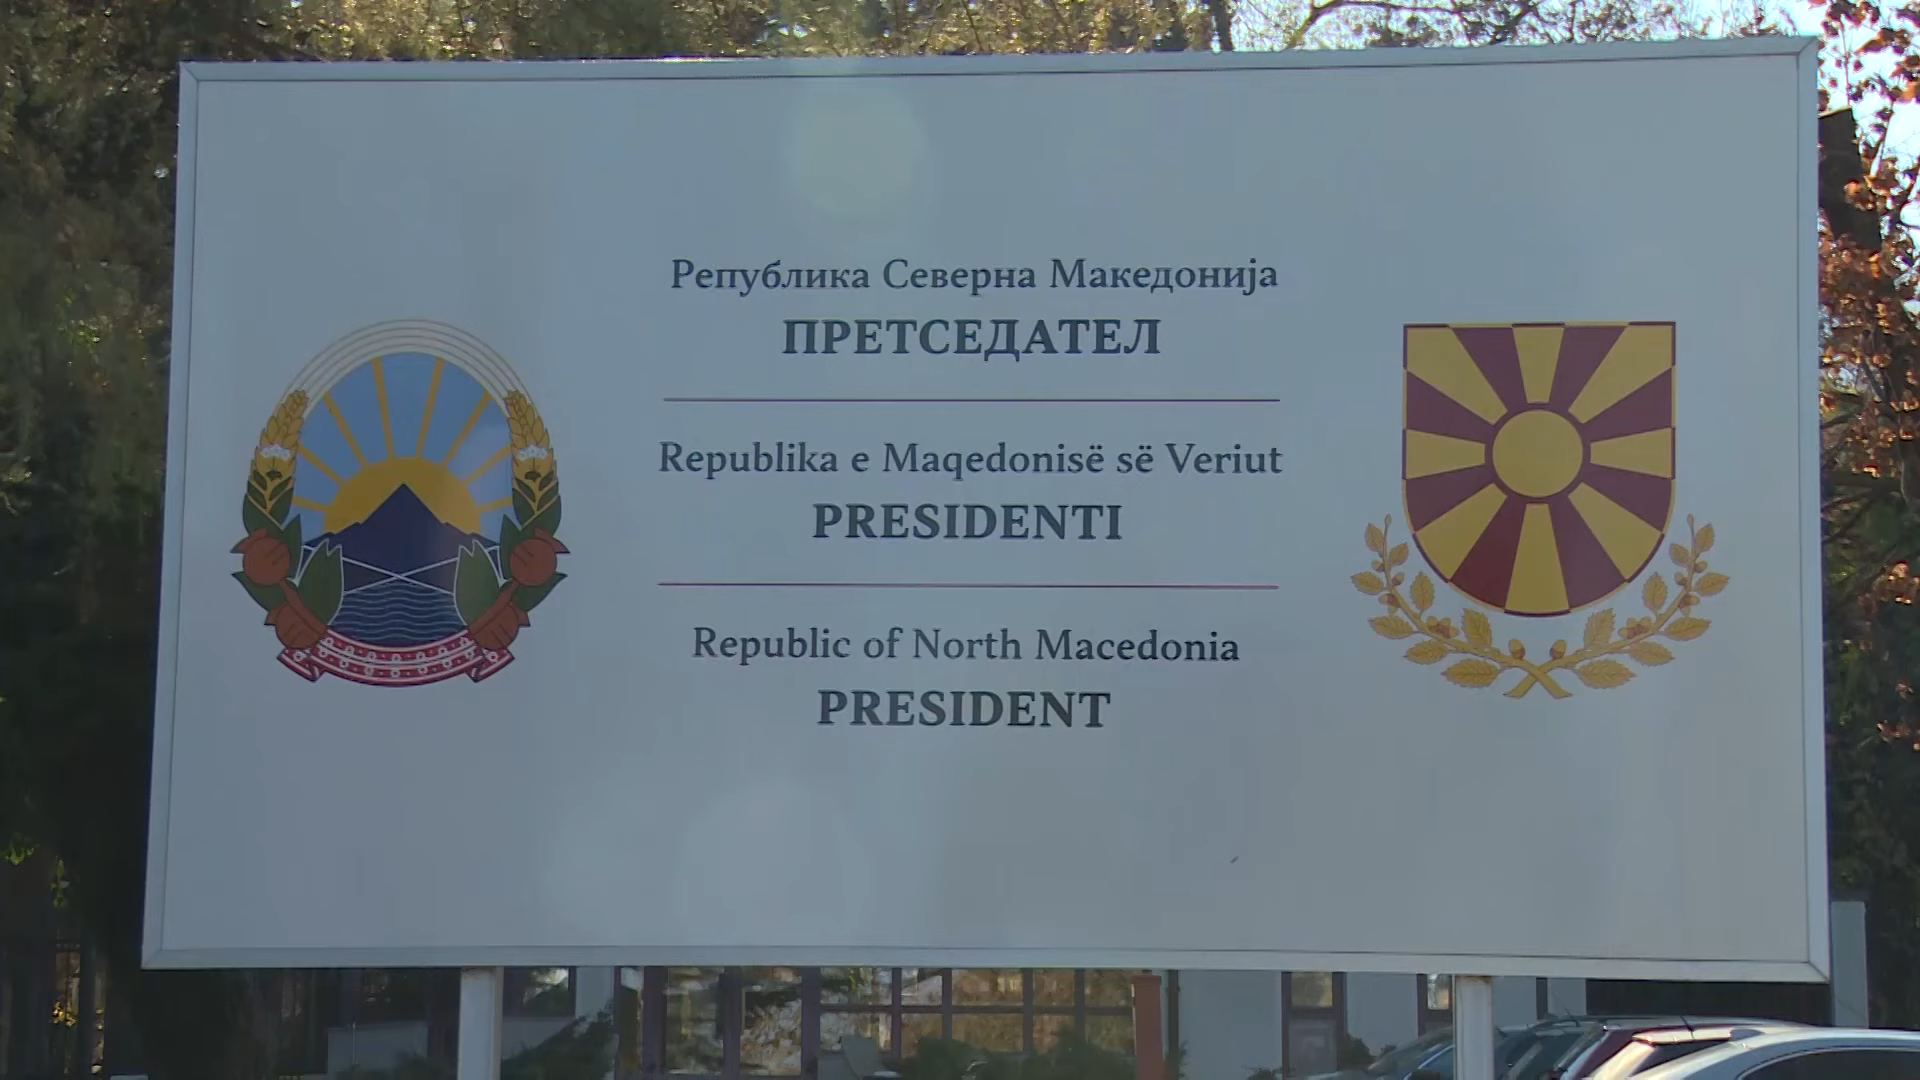 Република Северна Македонија
ПРЕТСЕДАТЕЛ
Republika e Maqedonisë së Veriut
PRESIDENTI
Republic of North Macedonia
PRESIDENT